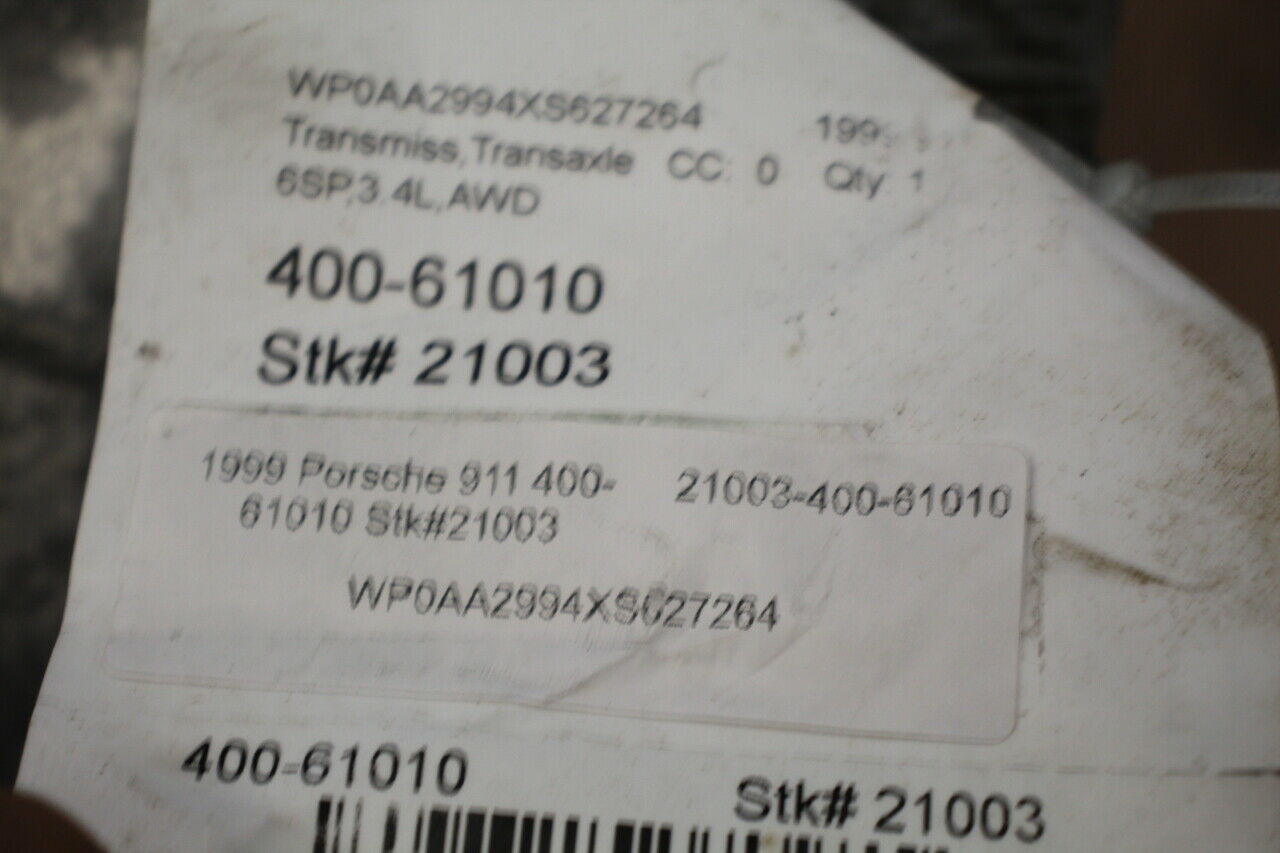 WP0AA2994XS627264
Transmiss,Transaxle CC: 0 Qty 1
6SP,3.4L,AWD
400-61010
Stk# 21003
1999 Porsche 911 400-
61010 Stk#21003
21003-400-61010
WP0AA2994XS627264
400-61010
Stk# 21003